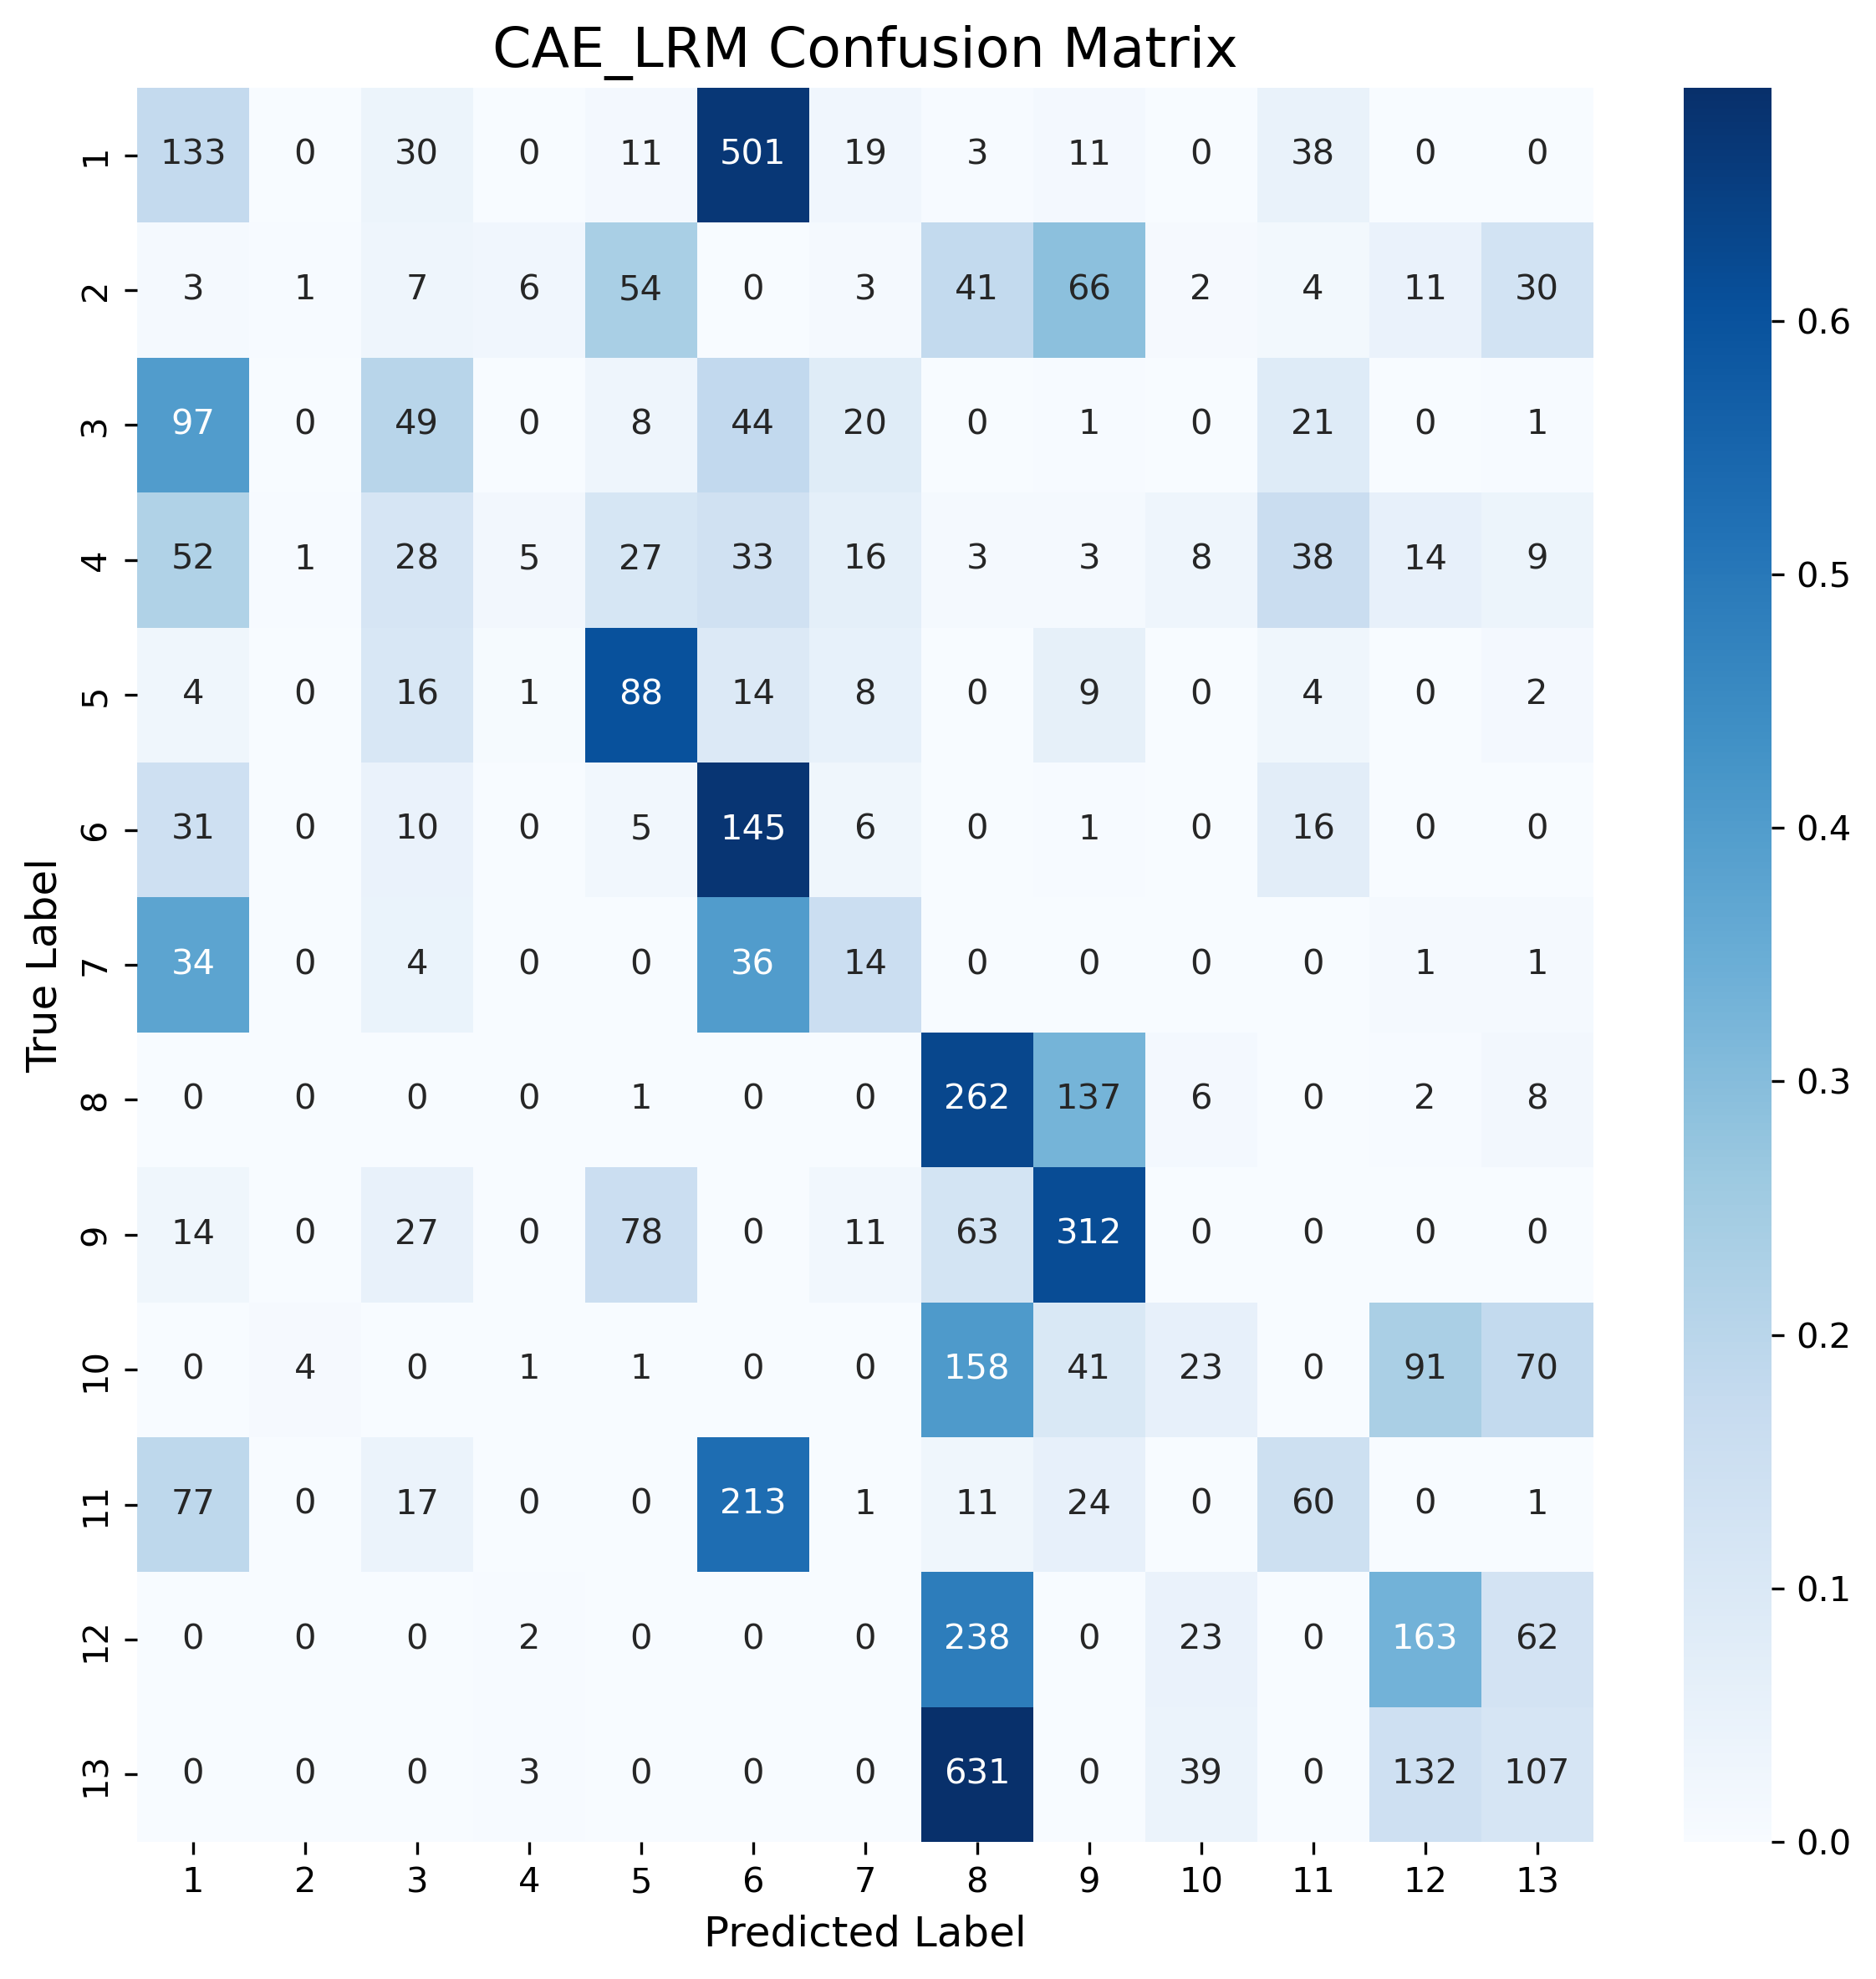 CAE_LRM Confusion Matrix
1 133 0 30 0 11 501 19 3 11 0 38 0 0
2 3 1 7 6 54 0 3 41 66 2 4 11 30
3 97 0 49 0 8 44 20 0 1 0 21 0 1
4 52 1 28 5 27 33 16 3 3 8 38 14 9
5 4 0 16 1 88 14 8 0 9 0 4 0 2
6 31 0 10 0 5 145 6 0 1 0 16 0 0
7 34 0 4 0 0 36 14 0 0 0 0 1 1
8 0 0 0 0 1 0 0 262 137 6 0 2 8
9 14 0 27 0 78 0 11 63 312 0 0 0 0
10 0 4 0 1 1 0 0 158 41 23 0 91 70
11 77 0 17 0 0 213 1 11 24 0 60 0 1
12 0 0 0 2 0 0 0 238 0 23 0 163 62
13 0 0 0 3 0 0 0 631 0 39 0 132 107
1 2 3 4 5 6 7 8 9 10 11 12 13
Predicted Label
True Label
0.6
0.5
0.4
0.3
0.2
0.1
0.0